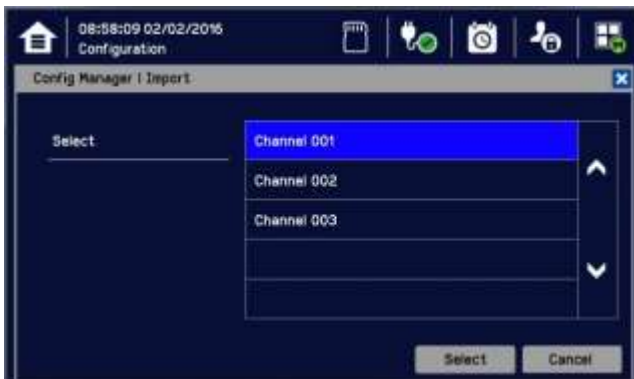 08:58:09 02/02/2016
Configuration
Config Manager | Import
Select
Channel 001
Channel 002
Channel 003
Select
Cancel